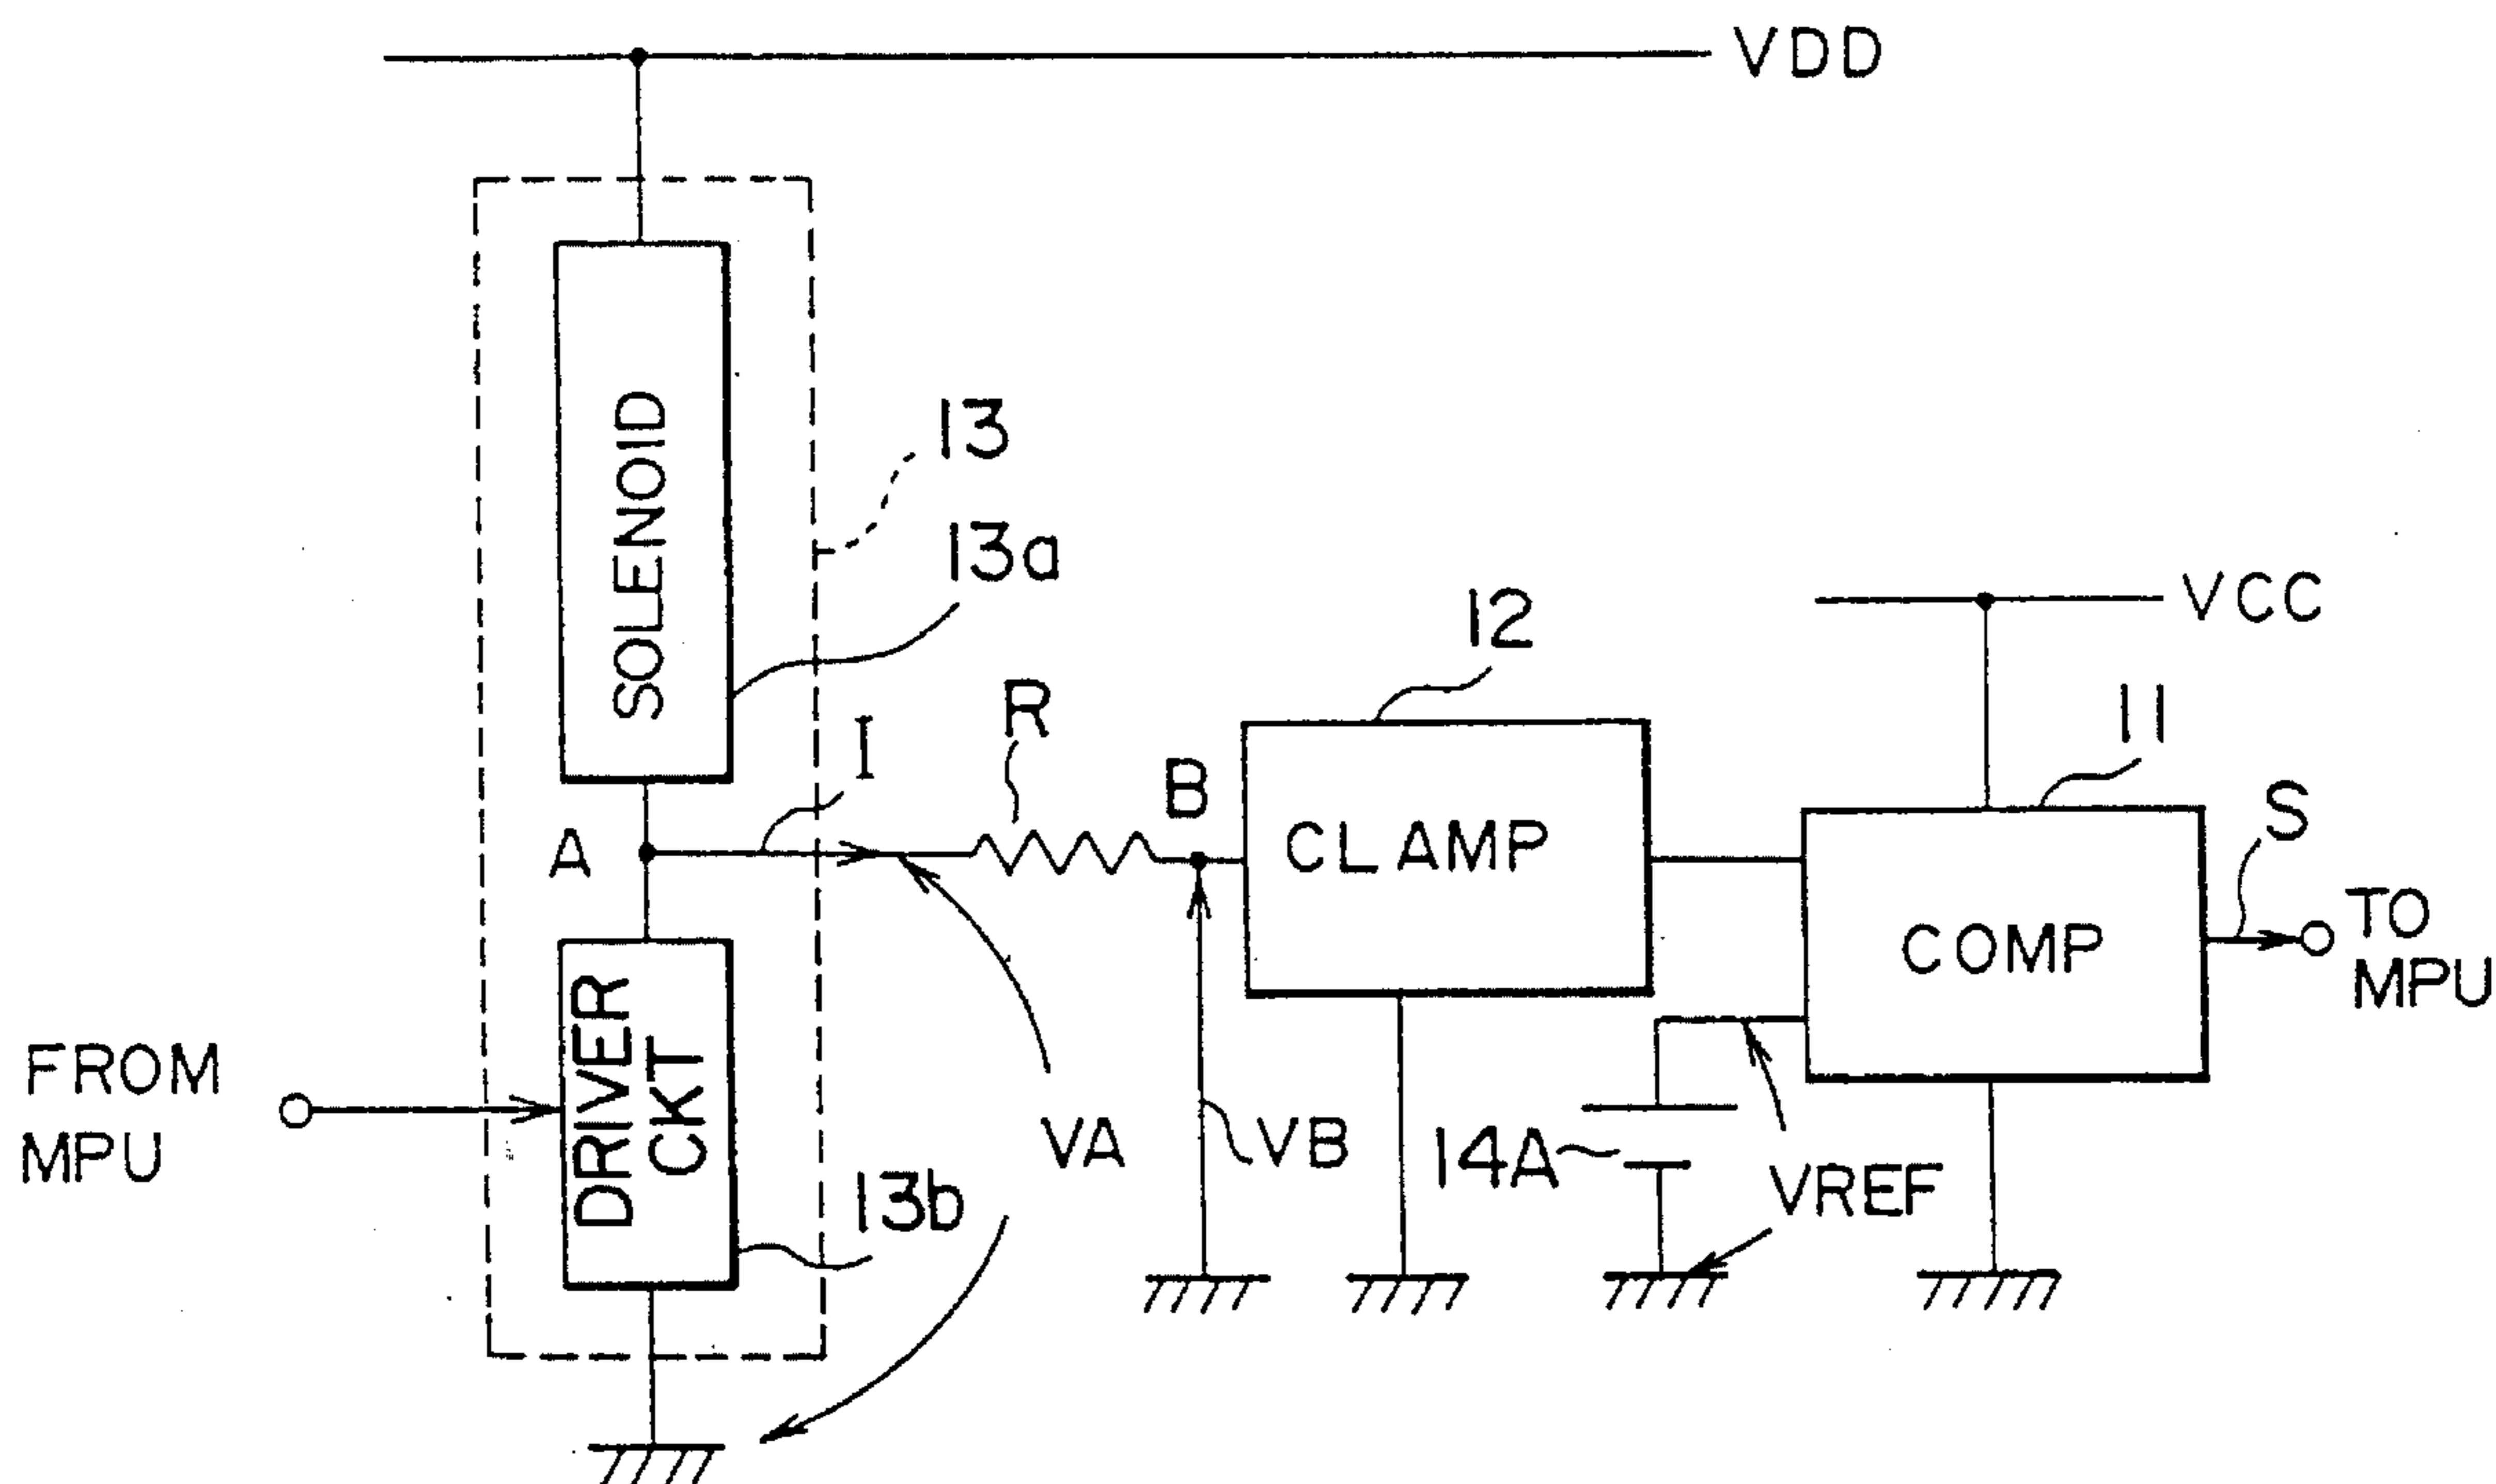 VDD
SOLENOID
13
13a
VCC
12
R
11
I
B
S
A
CLAMP
COMP
TO
MPU
DRIVER
CKT
FROM
MPU
VA
VB
14A
VREF
13b